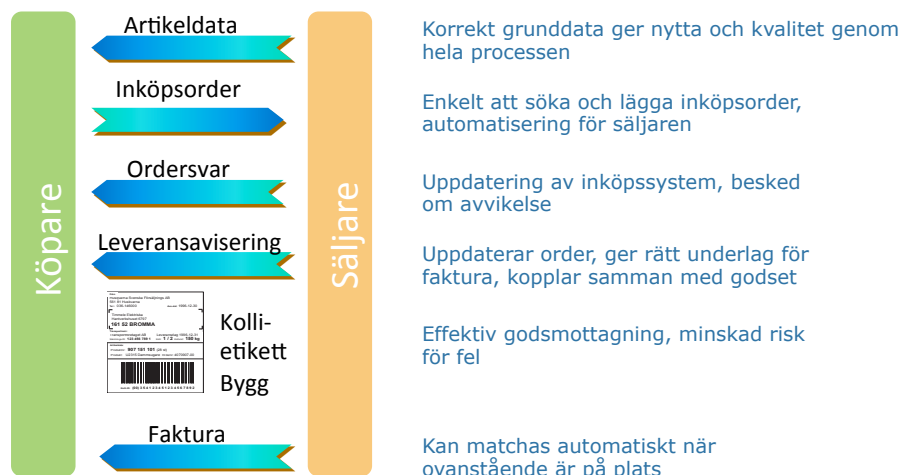 Artikeldata
Korrekt grunddata ger nytta och kvalitet genom
hela processen
Inköpsorder
Enkelt att söka och lägga inköpsorder,
automatisering för säljaren
Ordersvar
Uppdatering av inköpssystem, besked
om avvikelse
Köpare
Säljare
Leveransavisering
Uppdaterar order, ger rätt underlag för
faktura, kopplar samman med godset
161 52 BROMMA
Kolli-
etikett
Bygg
Effektiv godsmottagning, minskad risk
för fel
Faktura
Kan matchas automatiskt när
ovanstående är på plats